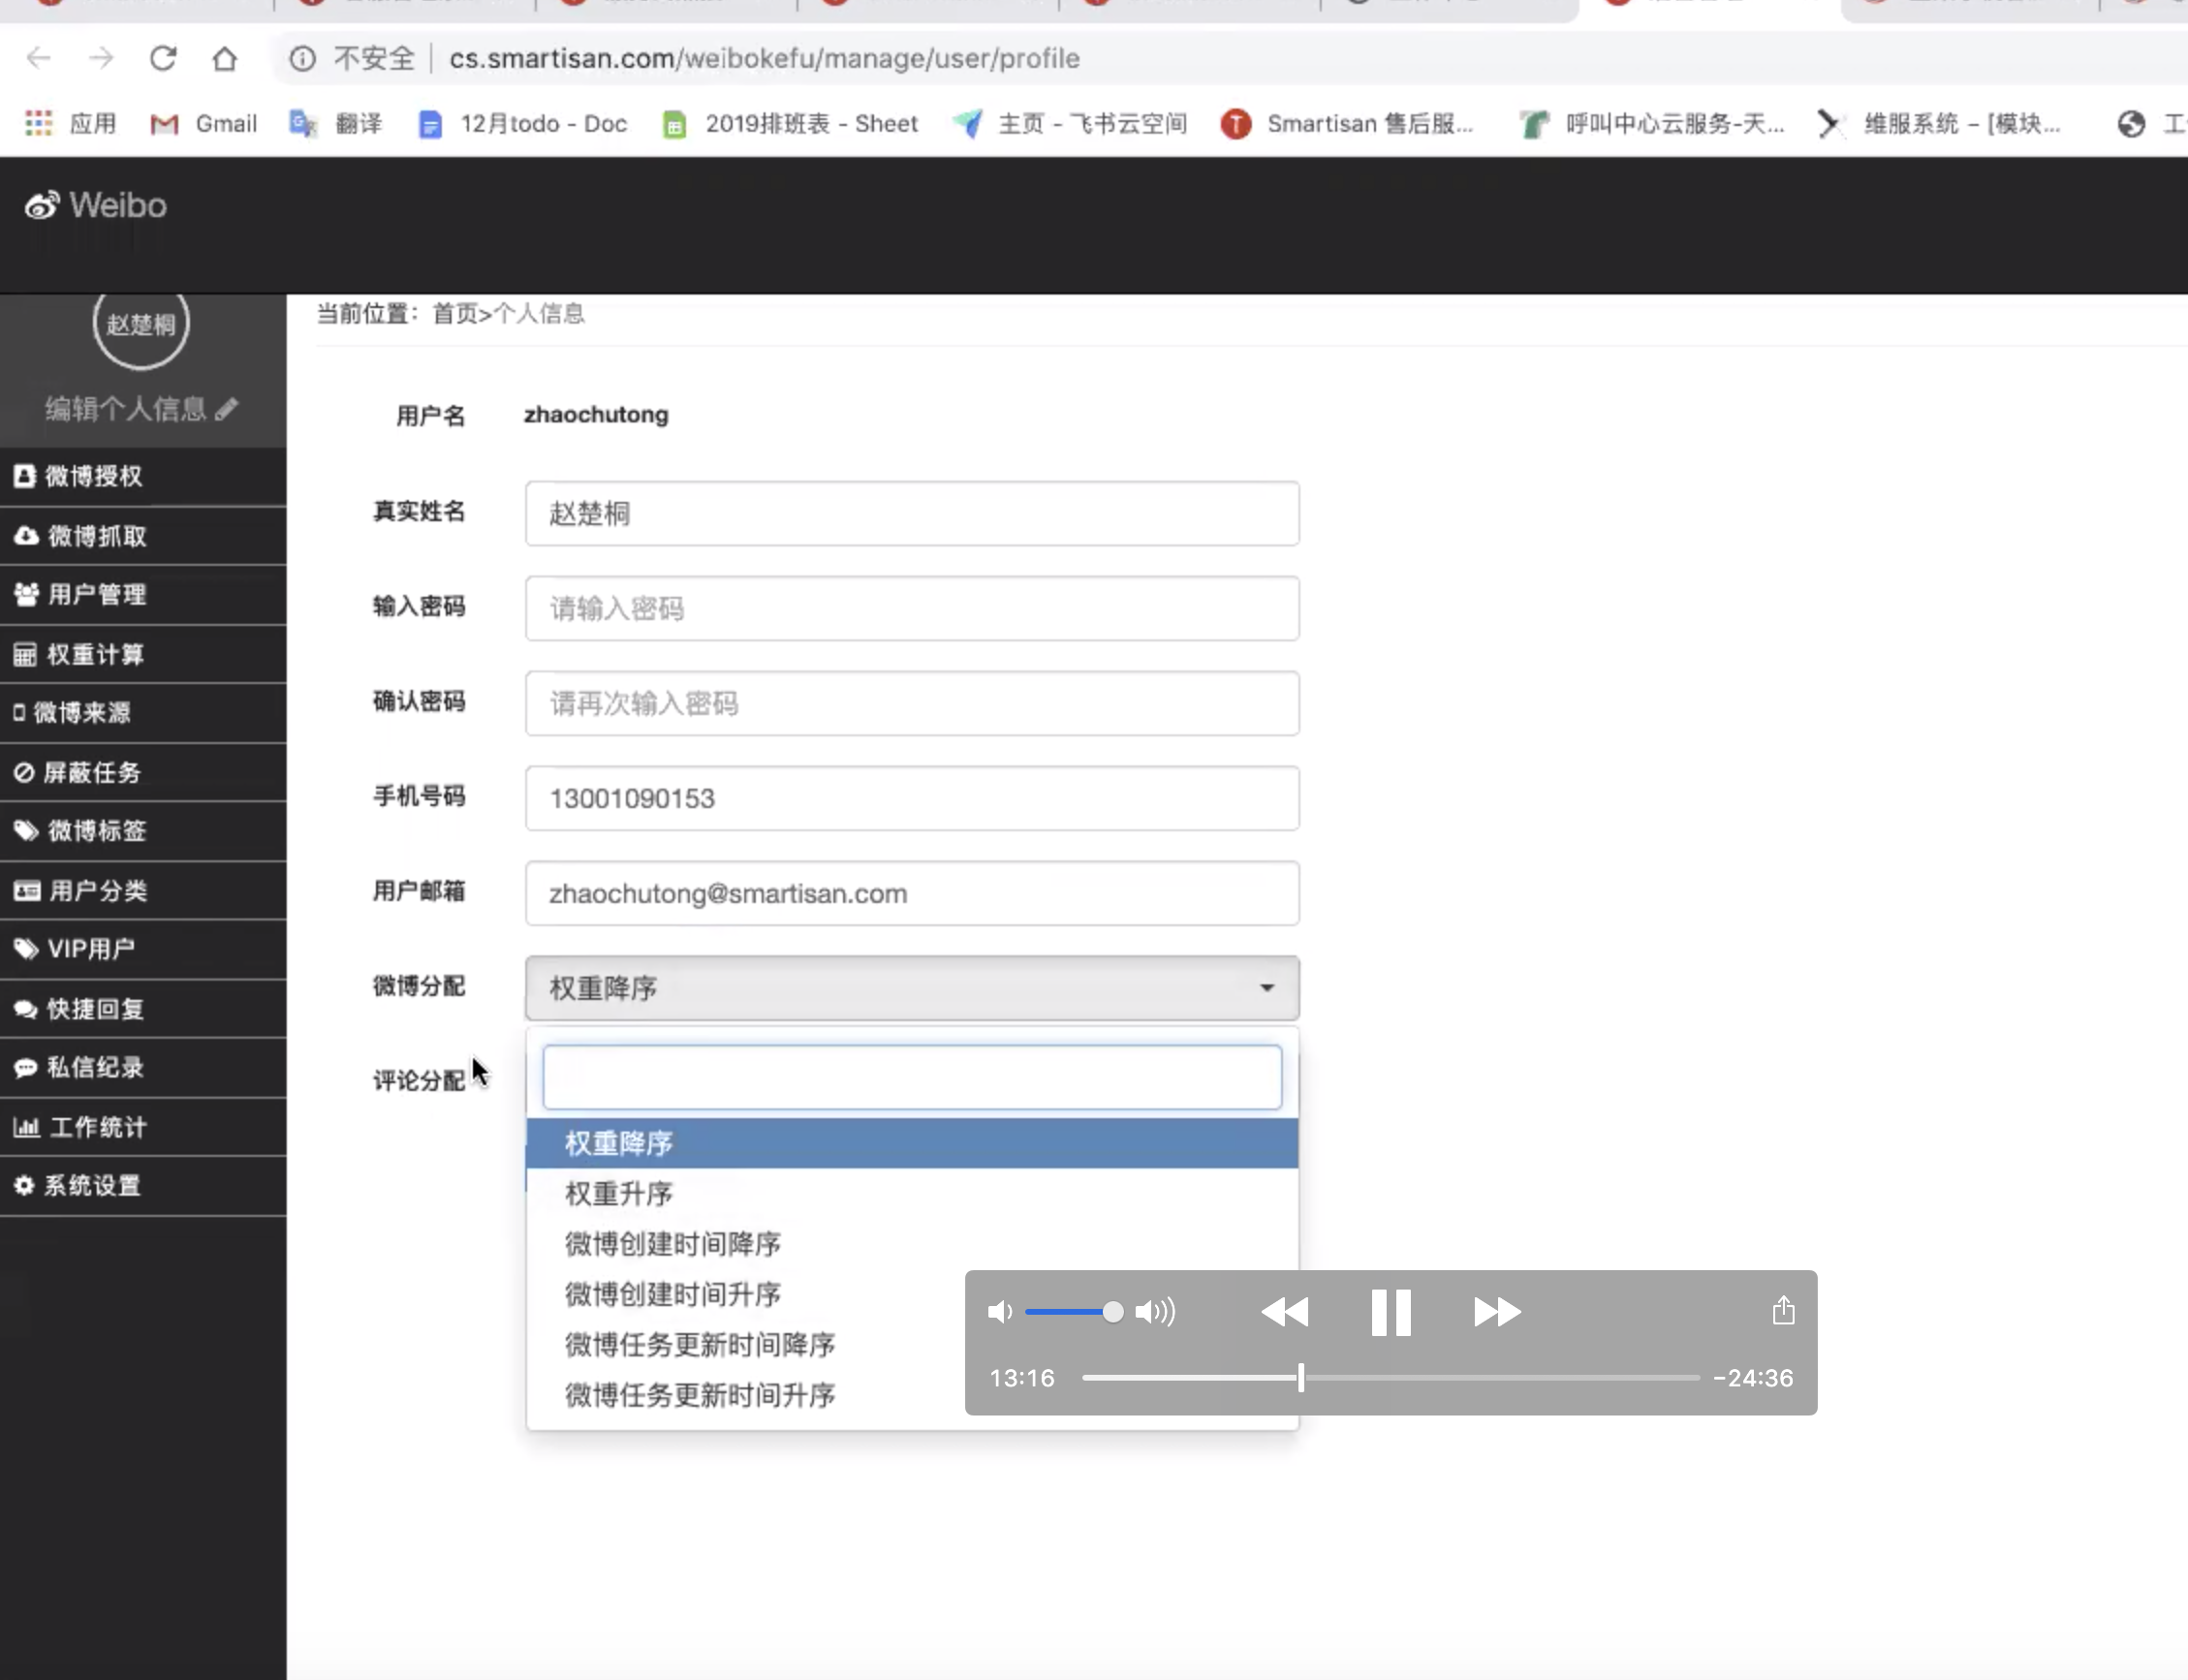 不安全 | cs.smartisan.com/weibokefu/manage/user/profile
应用 Gmail 翻译 12月todo - Doc 2019排班表 - Sheet 主页 - 飞书云空间 Smartisan 售后服... 呼叫中心云服务-天... 维服系统 - [模块...
Weibo
赵楚桐
编辑个人信息
微博授权
微博抓取
用户管理
权重计算
微博来源
屏蔽任务
微博标签
用户分类
VIP用户
快捷回复
私信纪录
工作统计
系统设置
当前位置：首页>个人信息
用户名 zhaochutong
真实姓名 赵楚桐
输入密码 请输入密码
确认密码 请再次输入密码
手机号码 13001090153
用户邮箱 zhaochutong@smartisan.com
微博分配 权重降序
评论分配
权重降序
权重升序
微博创建时间降序
微博创建时间升序
微博任务更新时间降序
微博任务更新时间升序
13:16 -24:36